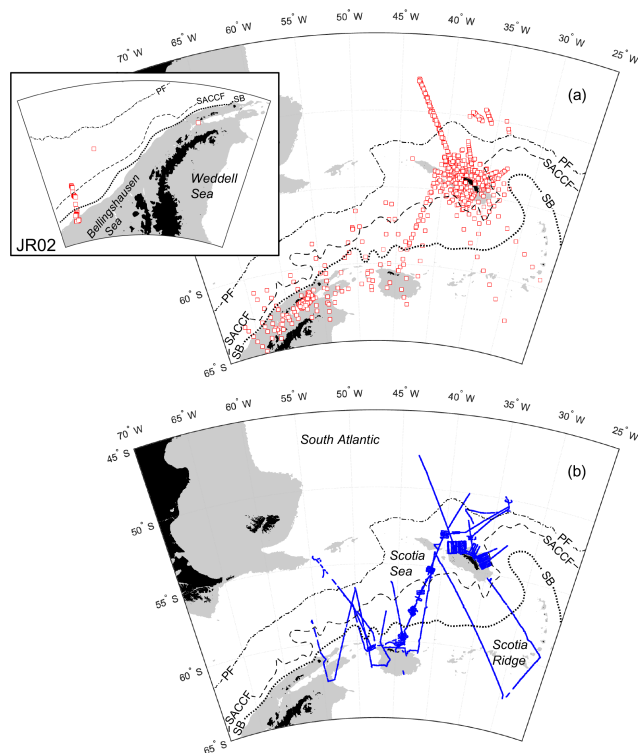 70° W
65° W
60° W
55° W
50° W
45° W
40° W
35° W
30° W
25° W
(a)
PF
SACCF
SB
PF
SACCF
SB
Bellingshausen
Sea
Weddell
Sea
JR02
60° S
65° S
PF
SACCF
SB
70° W
65° W
60° W
55° W
50° W
45° W
40° W
35° W
30° W
25° W
45° S
South Atlantic
(b)
50° S
PF
SACCF
SB
Scotia
Sea
55° S
Scotia
Ridge
60° S
PF
SACCF
SB
65° S